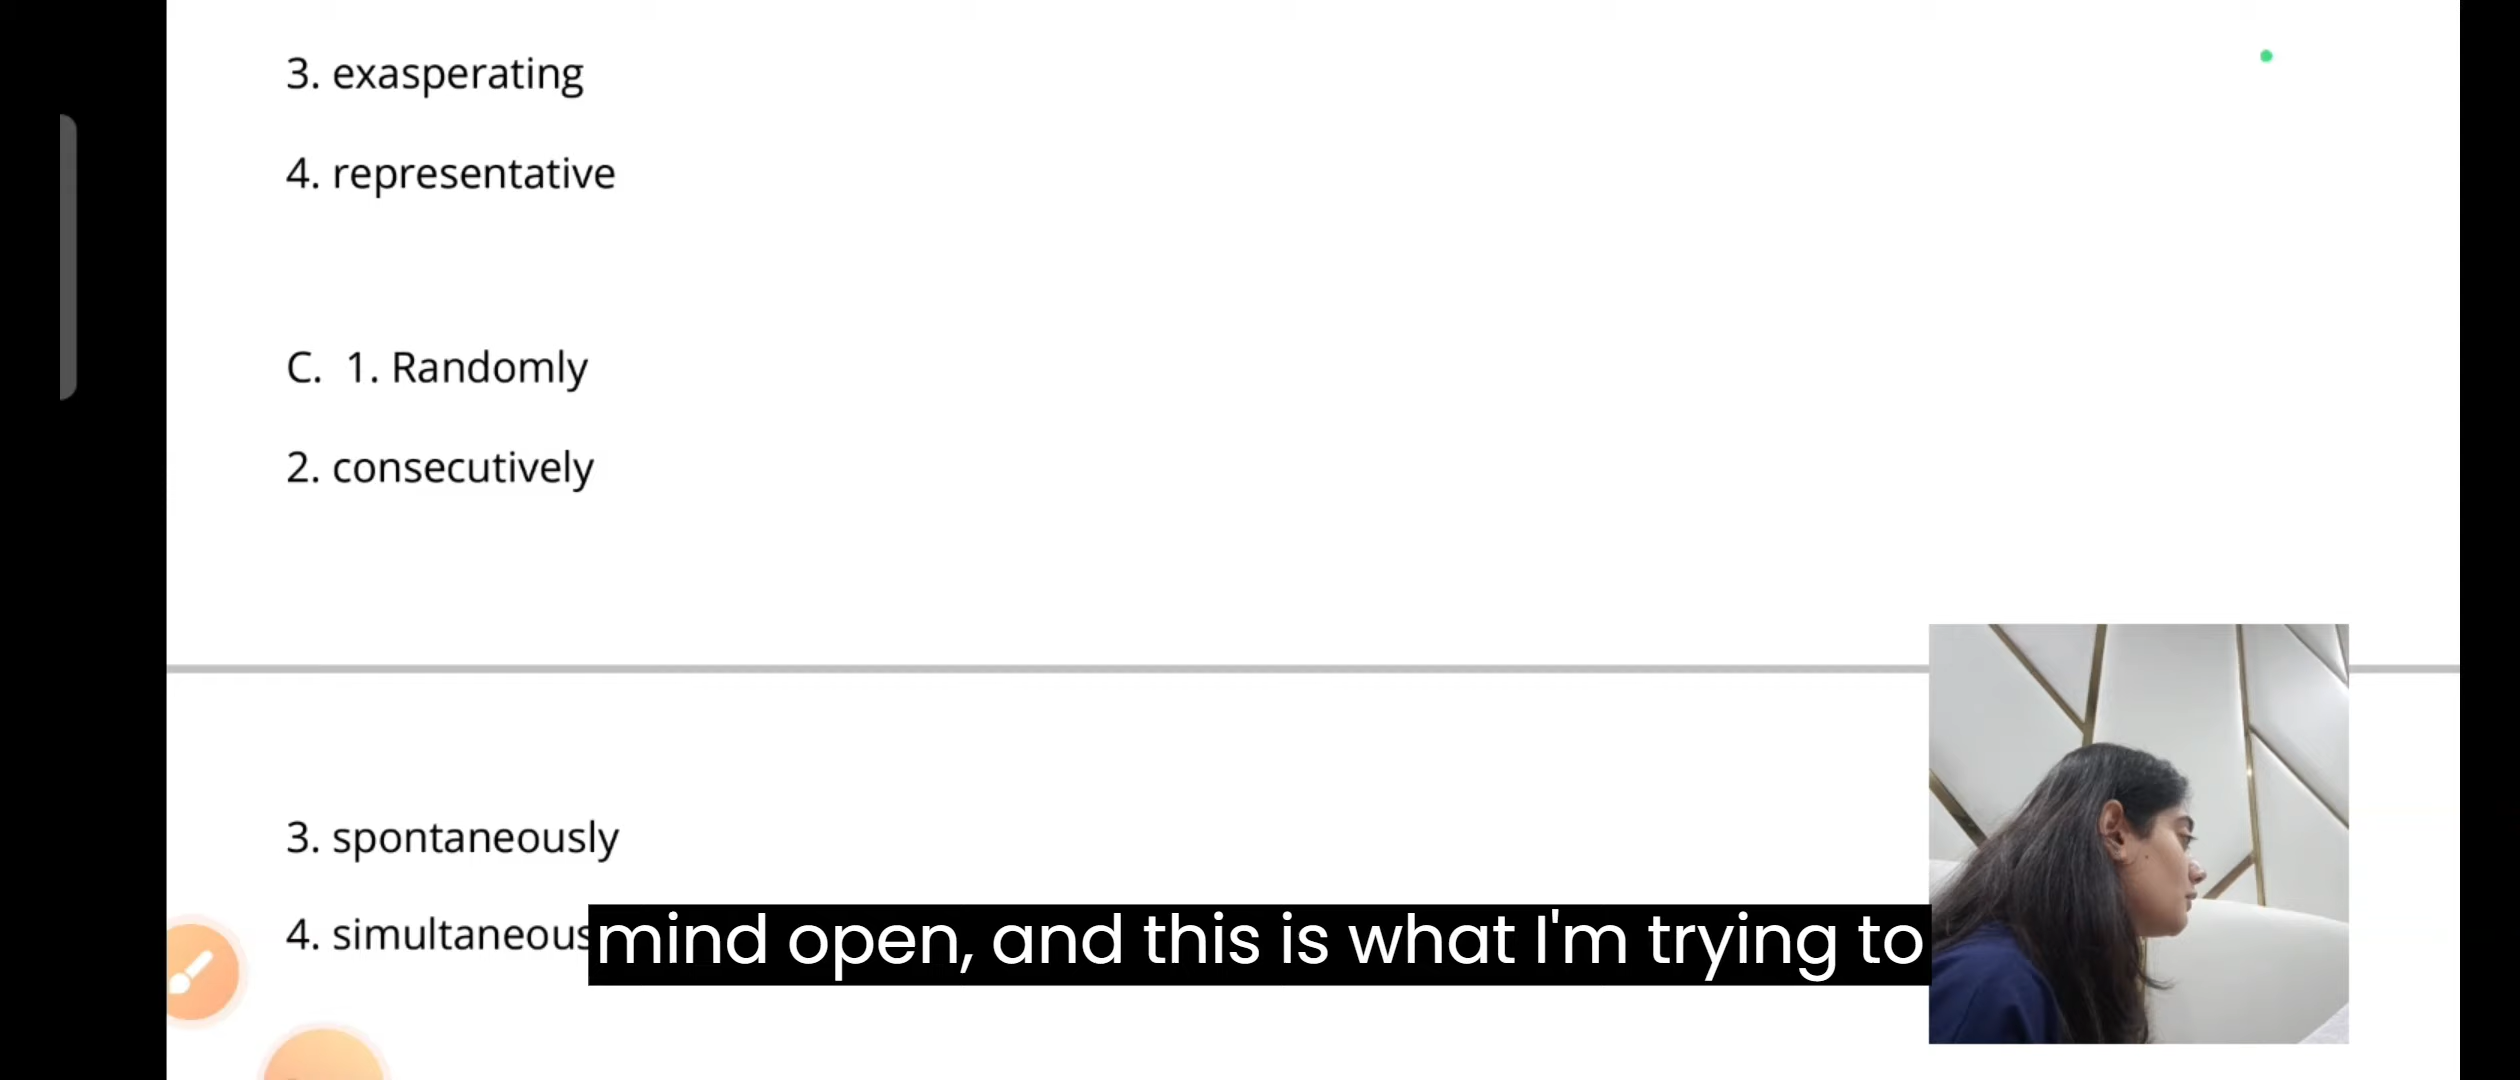 3. exasperating
4. representative
C. 1. Randomly
2. consecutively
3. spontaneously
4. simultaneous
mind open, and this is what I'm trying to